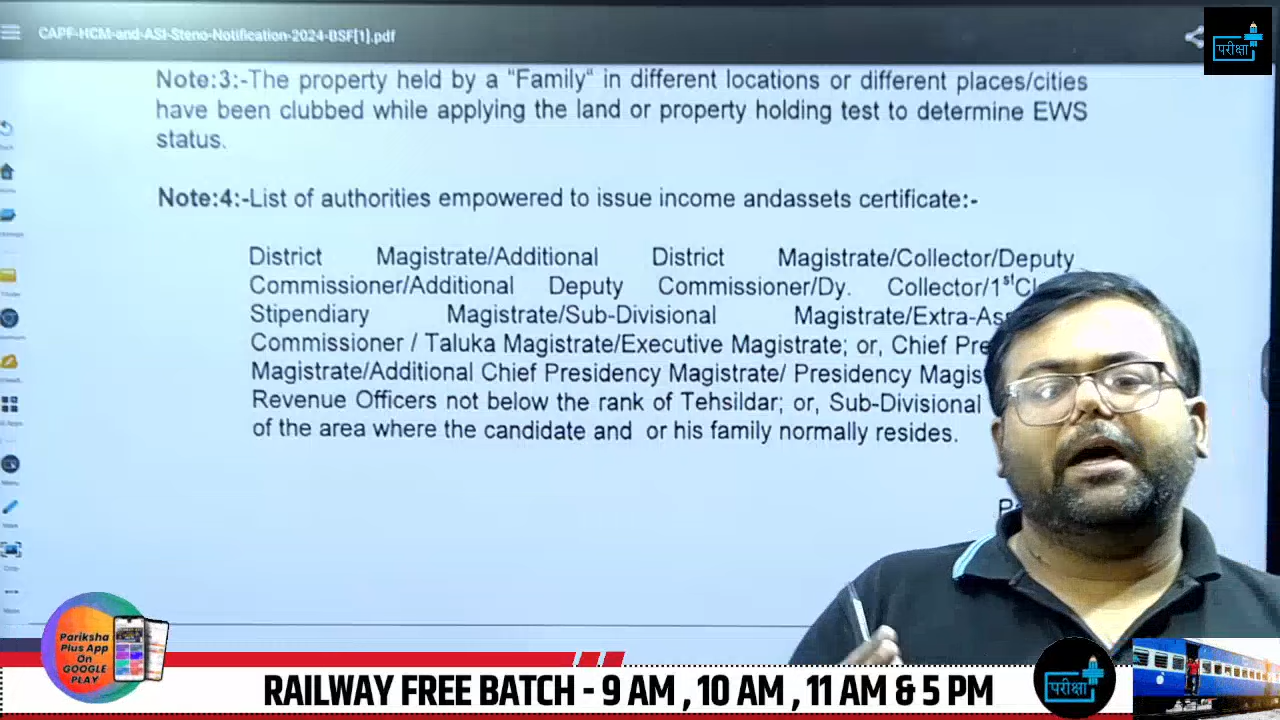 CAPF-HCM-and-ASI-Steno-Notification-2024-BSF[1].pdf
परीक्षा
Note:3:-The property held by a “Family“ in different locations or different places/cities
have been clubbed while applying the land or property holding test to determine EWS
status.
Note:4:-List of authorities empowered to issue income andassets certificate:-
District Magistrate/Additional District Magistrate/Collector/Deputy
Commissioner/Additional Deputy Commissioner/Dy. Collector/1st
Stipendiary Magistrate/Sub-Divisional Magistrate/
Commissioner / Taluka Magistrate/Executive Magistrate; or, Chief
Magistrate/Additional Chief Presidency Magistrate/ Presidency
Revenue Officers not below the rank of Tehsildar; or, Sub-Divisional
of the area where the candidate and or his family normally resides.
Pariksha
Plus App
On
GOOGLE
PLAY
RAILWAY FREE BATCH - 9 AM , 10 AM , 11 AM & 5 PM
परीक्षा